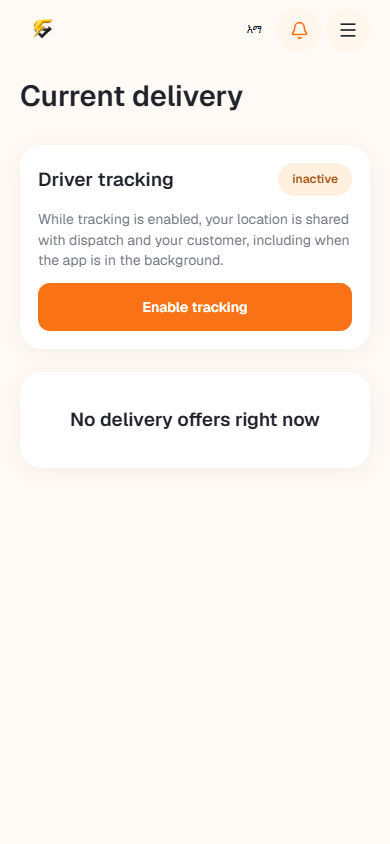 አማ
Current delivery
Driver tracking
inactive
While tracking is enabled, your location is shared
with dispatch and your customer, including when
the app is in the background.
Enable tracking
No delivery offers right now